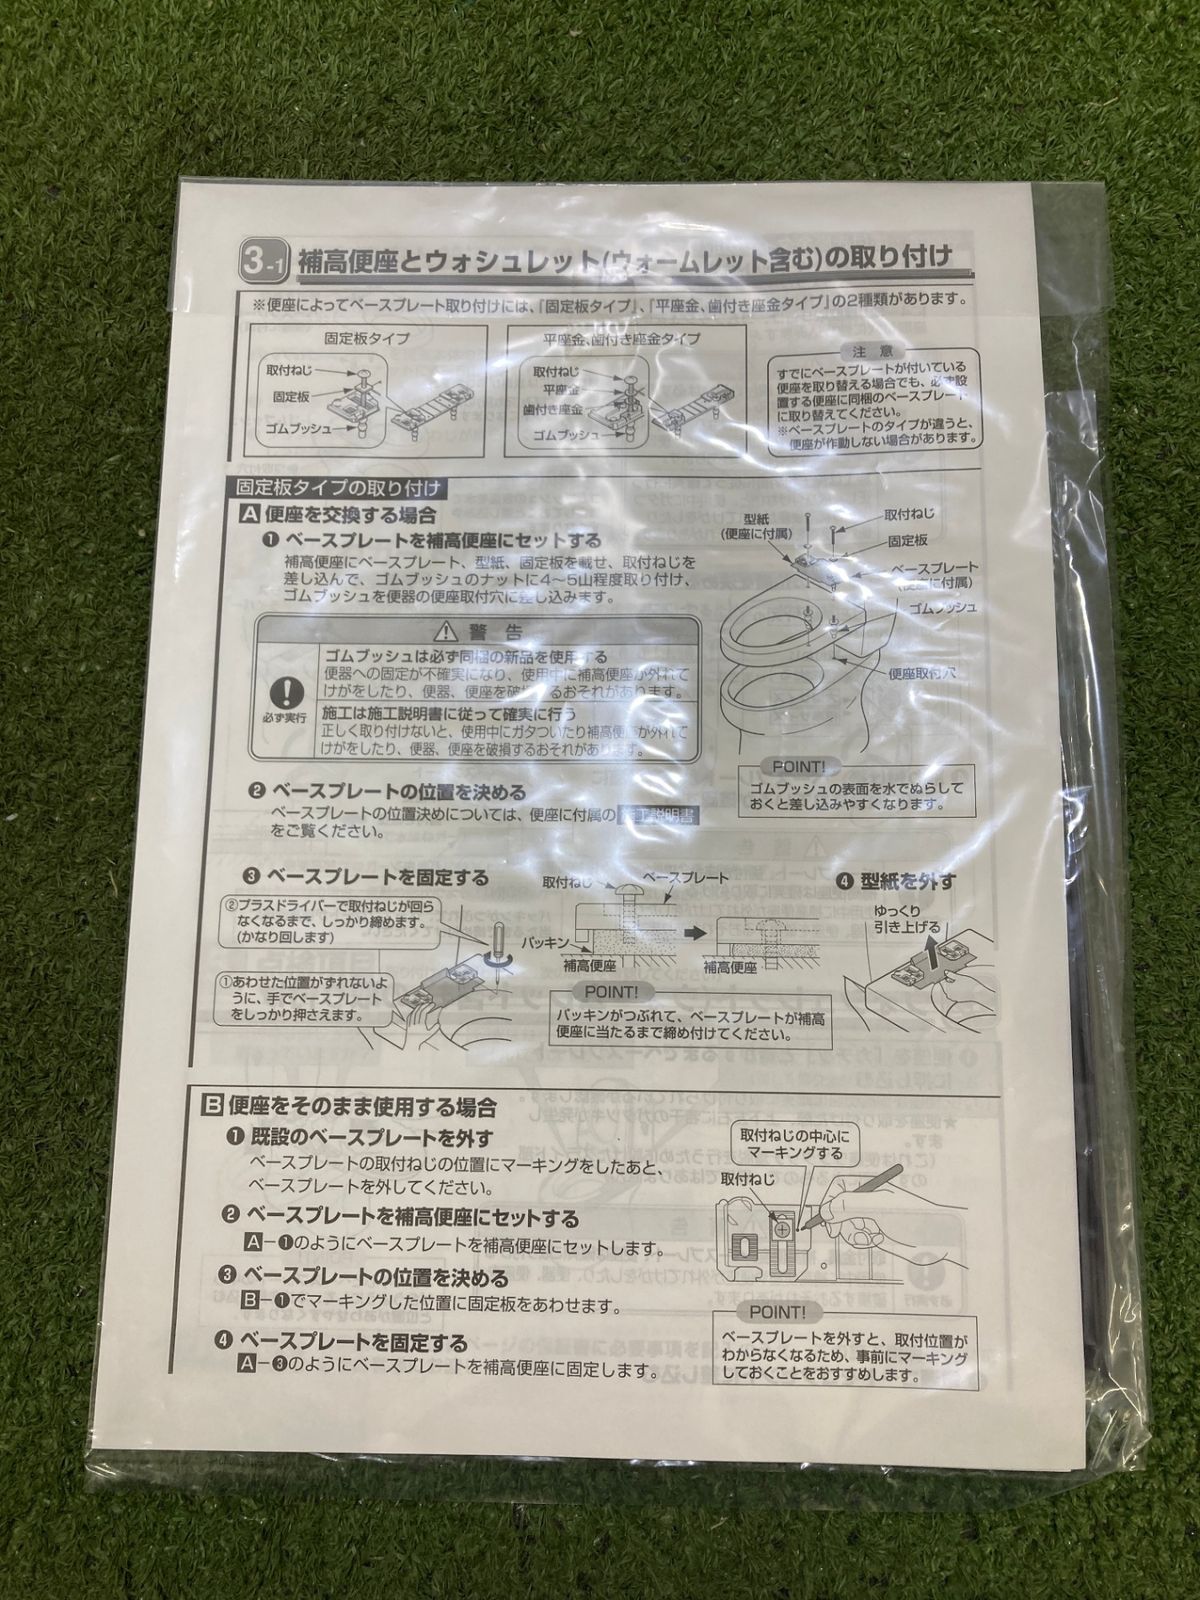 3-1 補高便座とウォシュレット(ウォームレット含む)の取り付け
※便座によってベースプレート取り付けには、「固定板タイプ」、「平座金、歯付き座金タイプ」の2種類があります。
固定板タイプ
取付ねじ
固定板
ゴムブッシュ
平座金、歯付き座金タイプ
取付ねじ
平座金
歯付き座金
ゴムブッシュ
注意
すでにベースプレートが付いている
便座を取り替える場合でも、必ず設
置する便座に同梱のベースプレート
に取り替えてください。
※ベースプレートのタイプが違うと、
便座が作動しない場合があります。
固定板タイプの取り付け
A 便座を交換する場合
❶ ベースプレートを補高便座にセットする
補高便座にベースプレート、型紙、固定板を載せ、取付ねじを
差し込んで、ゴムブッシュのナットに4～5山程度取り付け、
ゴムブッシュを便器の便座取付穴に差し込みます。
型紙
(便座に付属)
取付ねじ
固定板
ベースプレート
(便座に付属)
ゴムブッシュ
便座取付穴
⚠ 警告
必ず実行
ゴムブッシュは必ず同梱の新品を使用する
便器への固定が不確実になり、使用中に補高便座が外れて
けがをしたり、便器、便座を破損するおそれがあります。
施工は施工説明書に従って確実に行う
正しく取り付けないと、使用中にガタついたり補高便座が外れて
けがをしたり、便器、便座を破損するおそれがあります。
POINT!
ゴムブッシュの表面を水でぬらして
おくと差し込みやすくなります。
❷ ベースプレートの位置を決める
ベースプレートの位置決めについては、便座に付属の 施工説明書
をご覧ください。
❸ ベースプレートを固定する
②プラスドライバーで取付ねじが回ら
なくなるまで、しっかり締めます。
(かなり回します)
①あわせた位置がずれないよ
うに、手でベースプレート
をしっかり押さえます。
取付ねじ
ベースプレート
パッキン
補高便座
補高便座
POINT!
パッキンがつぶれて、ベースプレートが補高
便座に当たるまで締め付けてください。
❹ 型紙を外す
ゆっくり
引き上げる
B 便座をそのまま使用する場合
❶ 既設のベースプレートを外す
ベースプレートの取付ねじの位置にマーキングをしたあと、
ベースプレートを外してください。
❷ ベースプレートを補高便座にセットする
A-❶のようにベースプレートを補高便座にセットします。
❸ ベースプレートの位置を決める
B-❶でマーキングした位置に固定板をあわせます。
❹ ベースプレートを固定する
A-❸のようにベースプレートを補高便座に固定します。
取付ねじの中心に
マーキングする
取付ねじ
POINT!
ベースプレートを外すと、取付位置が
わからなくなるため、事前にマーキング
しておくことをおすすめします。